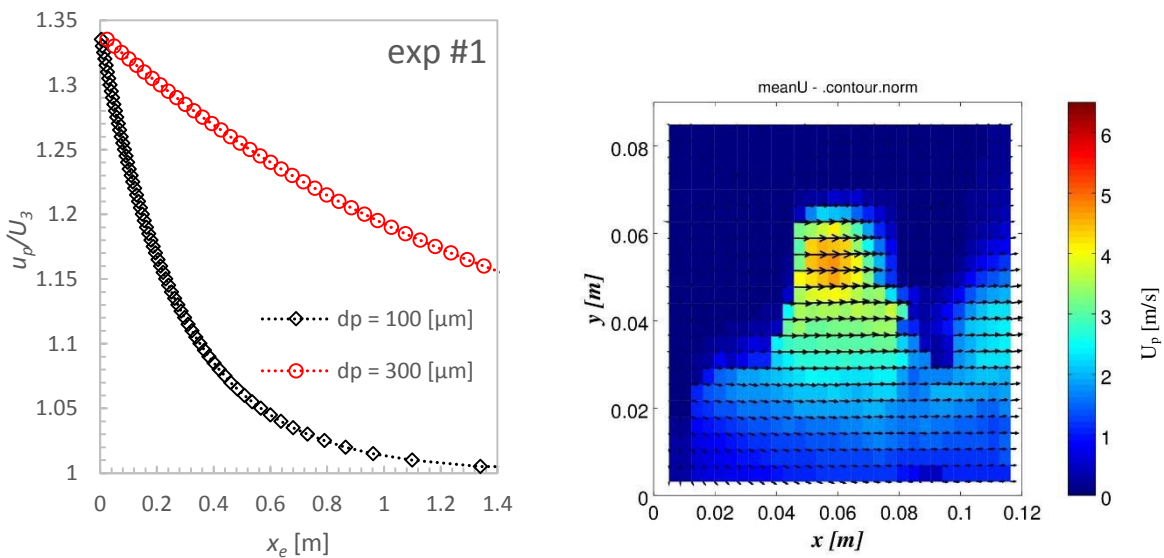 1.35
exp #1
1.3
1.25
u_p/U_3
1.2
1.15
dp = 100 [µm]
1.1
dp = 300 [µm]
1.05
1
0 0.2 0.4 0.6 0.8 1 1.2 1.4
x_e [m]
meanU - .contour.norm
0.08
0.06
y [m]
0.04
0.02
0
0 0.02 0.04 0.06 0.08 0.1 0.12
x [m]
6
5
4
3
2
1
0
U_p [m/s]